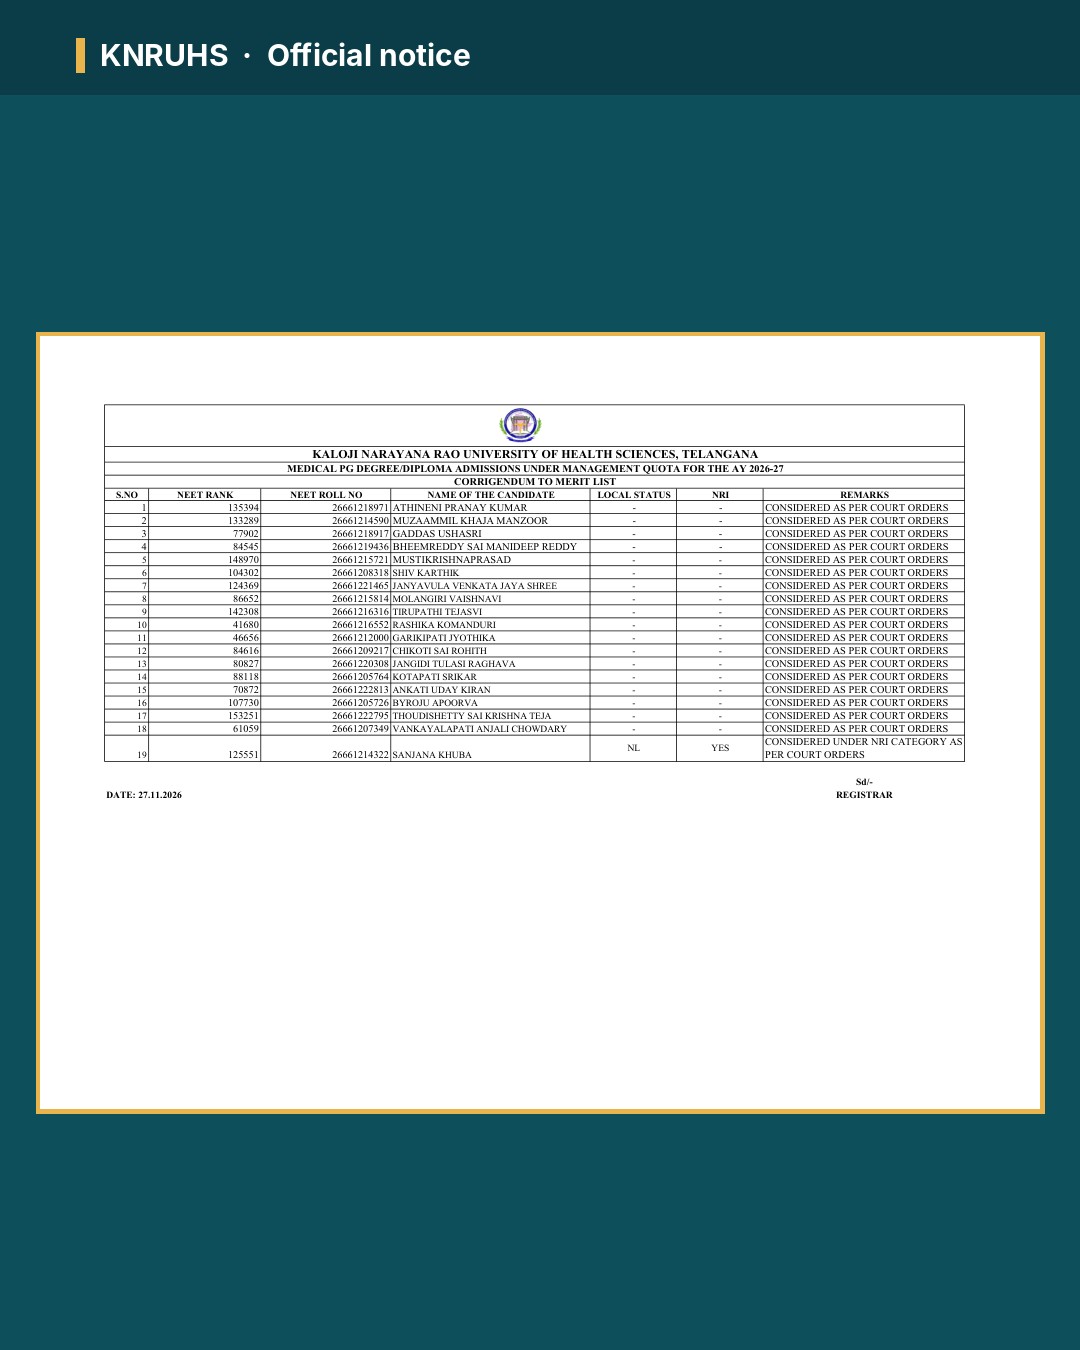 KNRUHS · Official notice
KALOJI NARAYANA RAO UNIVERSITY OF HEALTH SCIENCES, TELANGANA
MEDICAL PG DEGREE/DIPLOMA ADMISSIONS UNDER MANAGEMENT QUOTA FOR THE AY 2026-27
CORRIGENDUM TO MERIT LIST
S.NO NEET RANK NEET ROLL NO NAME OF THE CANDIDATE LOCAL STATUS NRI REMARKS
1 135394 26661218971 ATHINENI PRANAY KUMAR - - CONSIDERED AS PER COURT ORDERS
2 133289 26661214590 MUZAAMMIL KHAJA MANZOOR - - CONSIDERED AS PER COURT ORDERS
3 77902 26661218917 GADDAS USHASRI - - CONSIDERED AS PER COURT ORDERS
4 84545 26661219436 BHEEMREDDY SAI MANIDEEP REDDY - - CONSIDERED AS PER COURT ORDERS
5 148970 26661215721 MUSTIKRISHNAPRASAD - - CONSIDERED AS PER COURT ORDERS
6 104302 26661208318 SHIV KARTHIK - - CONSIDERED AS PER COURT ORDERS
7 124369 26661221465 JANYAVULA VENKATA JAYA SHREE - - CONSIDERED AS PER COURT ORDERS
8 86652 26661215814 MOLANGIRI VAISHNAVI - - CONSIDERED AS PER COURT ORDERS
9 142308 26661216316 TIRUPATHI TEJASVI - - CONSIDERED AS PER COURT ORDERS
10 41680 26661216552 RASHIKA KOMANDURI - - CONSIDERED AS PER COURT ORDERS
11 46656 26661212000 GARIKIPATI JYOTHIKA - - CONSIDERED AS PER COURT ORDERS
12 84616 26661209217 CHIKOTI SAI ROHITH - - CONSIDERED AS PER COURT ORDERS
13 80827 26661220308 JANGIDI TULASI RAGHAVA - - CONSIDERED AS PER COURT ORDERS
14 88118 26661205764 KOTAPATI SRIKAR - - CONSIDERED AS PER COURT ORDERS
15 70872 26661222813 ANKATI UDAY KIRAN - - CONSIDERED AS PER COURT ORDERS
16 107730 26661205726 BYROJU APOORVA - - CONSIDERED AS PER COURT ORDERS
17 153251 26661222795 THOUDISHETTY SAI KRISHNA TEJA - - CONSIDERED AS PER COURT ORDERS
18 61059 26661207349 VANKAYALAPATI ANJALI CHOWDARY - - CONSIDERED AS PER COURT ORDERS
19 125551 26661214322 SANJANA KHUBA NL YES CONSIDERED UNDER NRI CATEGORY AS
PER COURT ORDERS
Sd/-
DATE: 27.11.2026 REGISTRAR